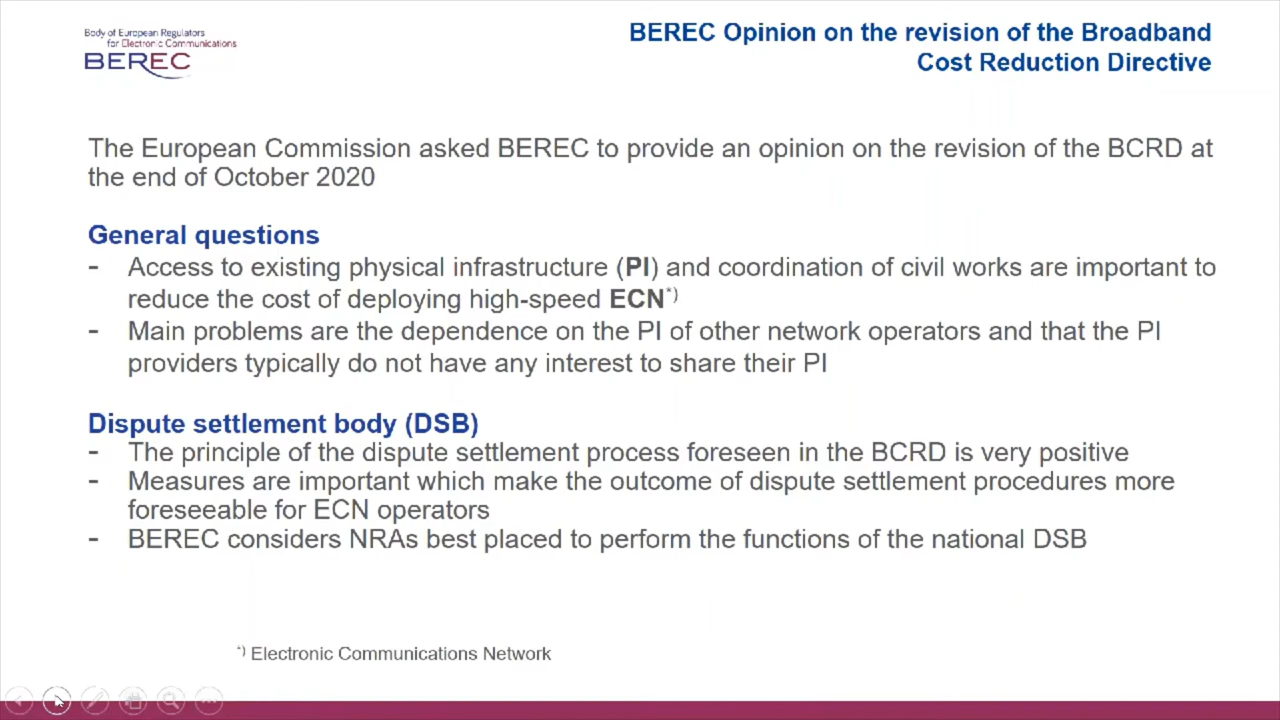 Body of European Regulators
for Electronic Communications
BEREC
BEREC Opinion on the revision of the Broadband
Cost Reduction Directive
The European Commission asked BEREC to provide an opinion on the revision of the BCRD at
the end of October 2020
General questions
- Access to existing physical infrastructure (PI) and coordination of civil works are important to
reduce the cost of deploying high-speed ECN*)
- Main problems are the dependence on the PI of other network operators and that the PI
providers typically do not have any interest to share their PI
Dispute settlement body (DSB)
- The principle of the dispute settlement process foreseen in the BCRD is very positive
- Measures are important which make the outcome of dispute settlement procedures more
foreseeable for ECN operators
- BEREC considers NRAs best placed to perform the functions of the national DSB
*) Electronic Communications Network